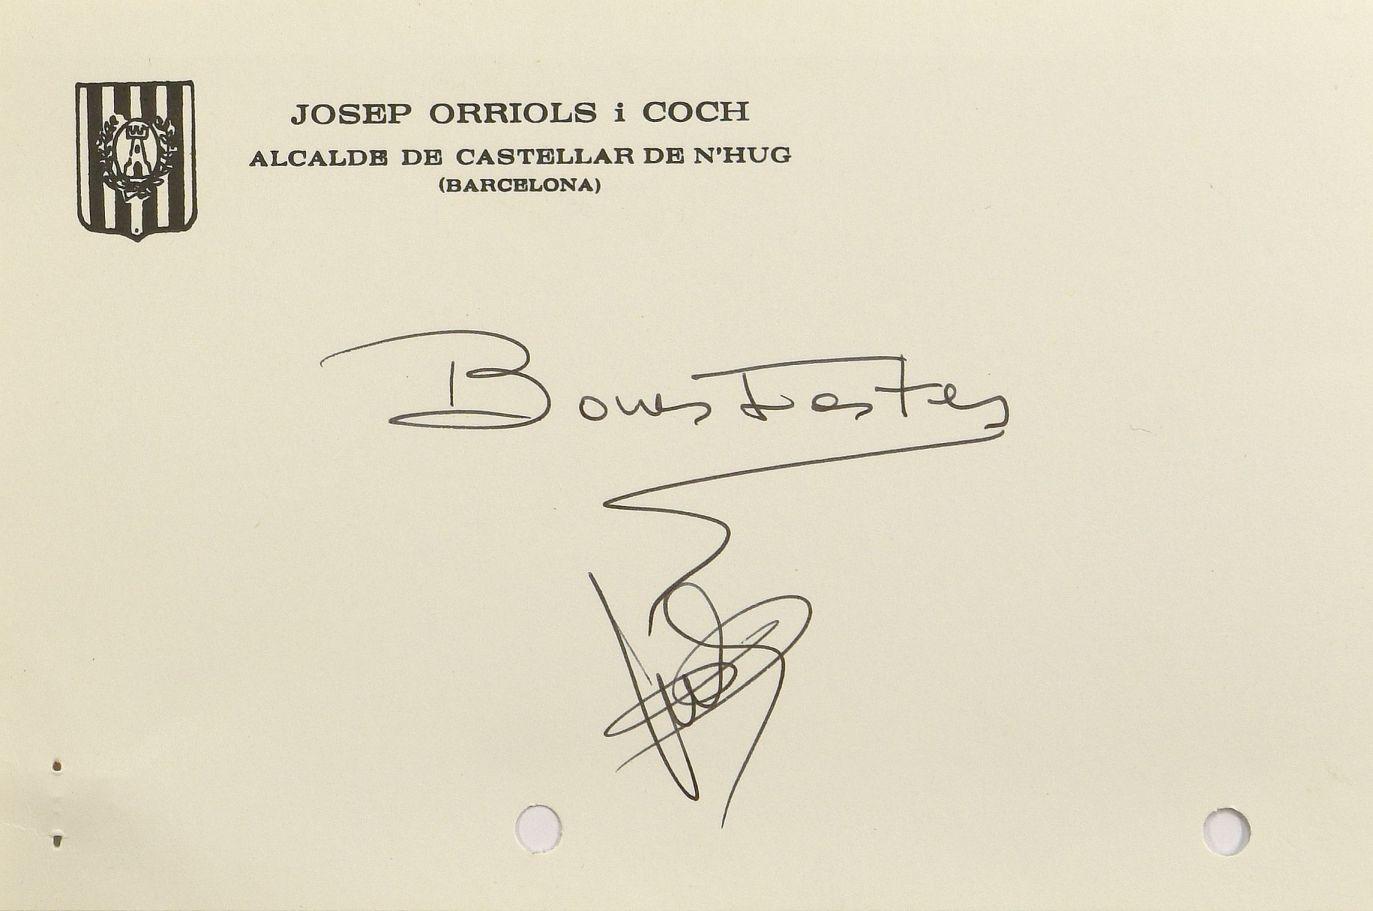 JOSEP ORRIOLS i COCH
ALCALDE DE CASTELLAR DE N'HUG
(BARCELONA)
Bones Festes